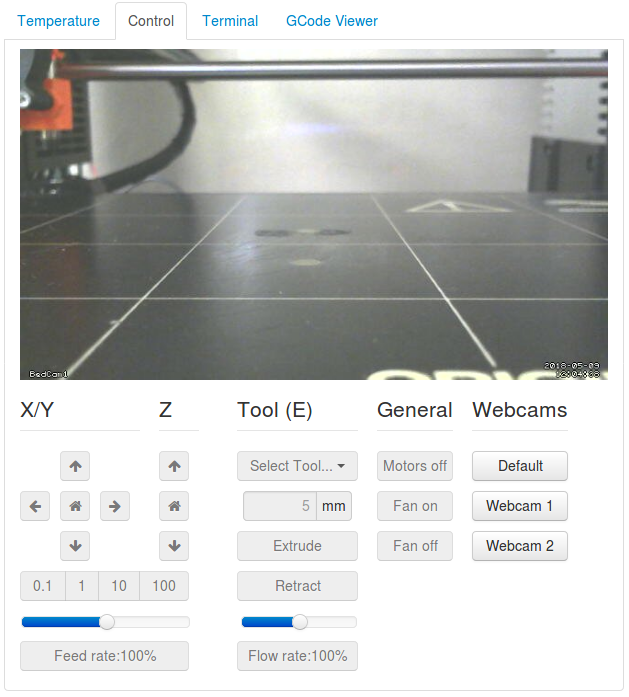 Temperature Control Terminal GCode Viewer
BedCam1
2018-05-09
X/Y Z Tool (E) General Webcams
Select Tool... Motors off Default
5 mm Fan on Webcam 1
Extrude Fan off Webcam 2
0.1 1 10 100 Retract
Feed rate:100% Flow rate:100%